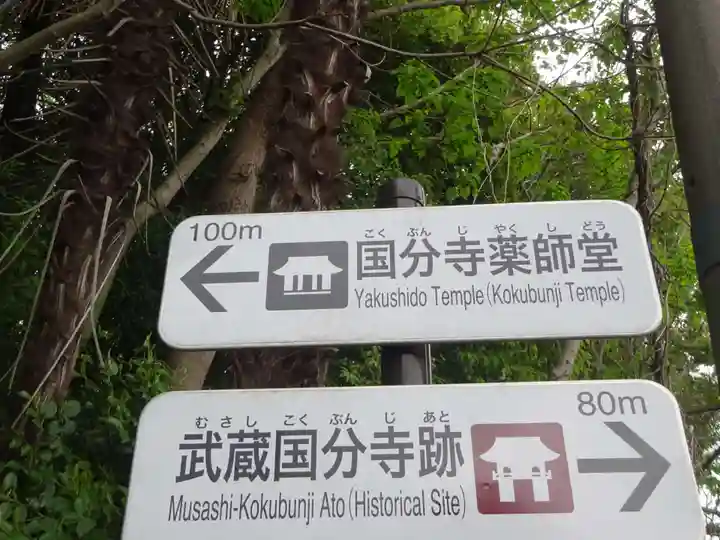 100m
こくぶんじやくしどう
国分寺薬師堂
Yakushido Temple(Kokubunji Temple)
80m
むさしこくぶんじあと
武蔵国分寺跡
Musashi-Kokubunji Ato(Historical Site)